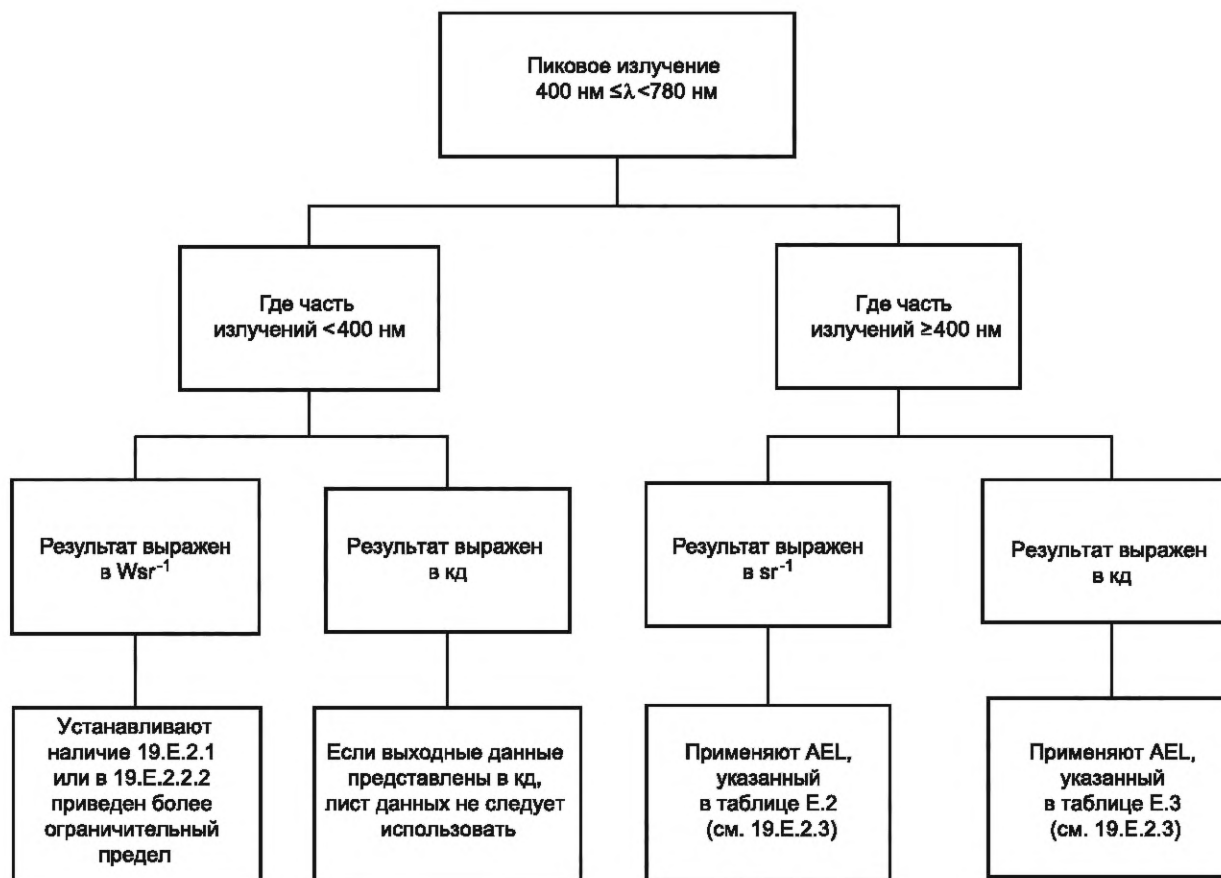 Пиковое излучение
400 нм ≤λ<780 нм
Где часть
излучений <400 нм
Где часть
излучений ≥400 нм
Результат выражен
в Wsr⁻¹
Результат выражен
в кд
Результат выражен
в sr⁻¹
Результат выражен
в кд
Устанавливают
наличие 19.E.2.1
или в 19.E.2.2.2
приведен более
ограничительный
предел
Если выходные данные
представлены в кд,
лист данных не следует
использовать
Применяют AEL,
указанный
в таблице E.2
(см. 19.E.2.3)
Применяют AEL,
указанный
в таблице E.3
(см. 19.E.2.3)